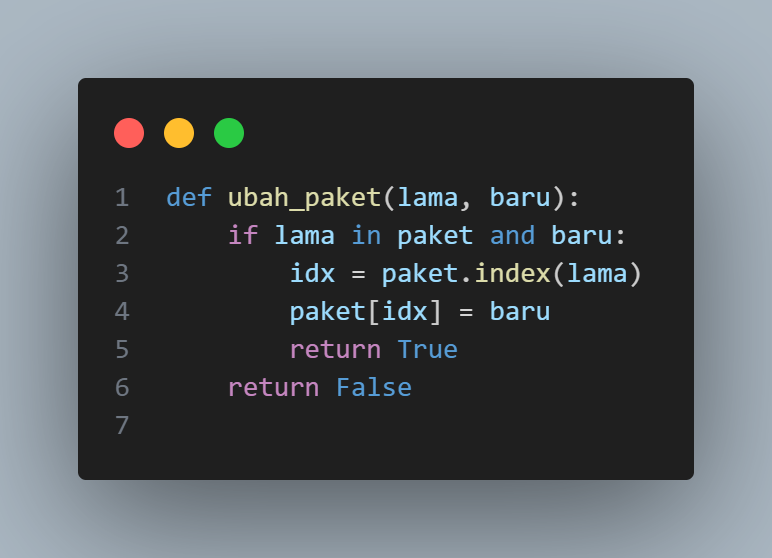 1 def ubah_paket(lama, baru):
2     if lama in paket and baru:
3         idx = paket.index(lama)
4         paket[idx] = baru
5         return True
6     return False
7